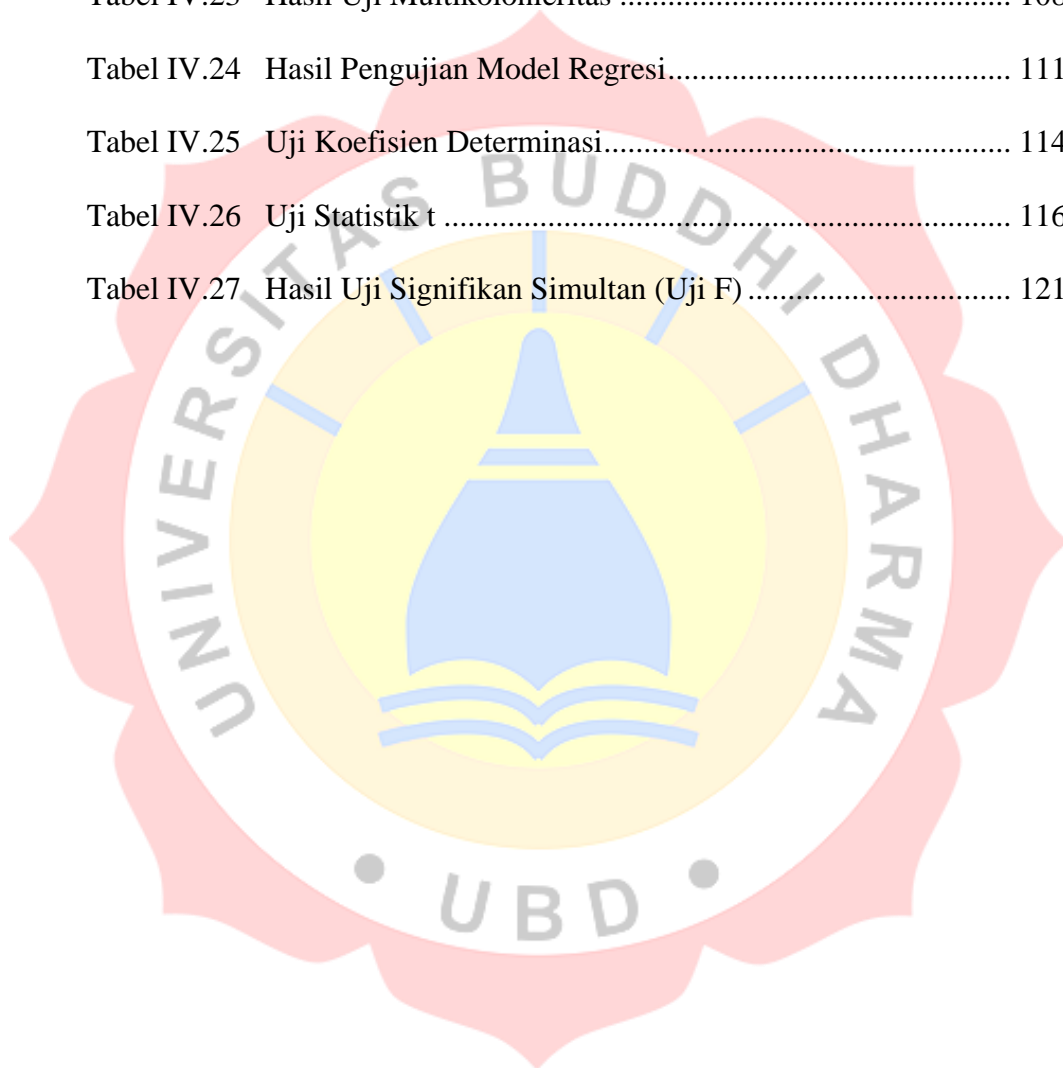 Tabel IV.24 Hasil Pengujian Model Regresi.................................... 111
Tabel IV.25 Uji Koefisien Determinasi........................................... 114
Tabel IV.26 Uji Statistik t ............................................................ 116
Tabel IV.27 Hasil Uji Signifikan Simultan (Uji F) ........................... 121
UNIVERSITAS BUDDHI DHARMA
• UBD •